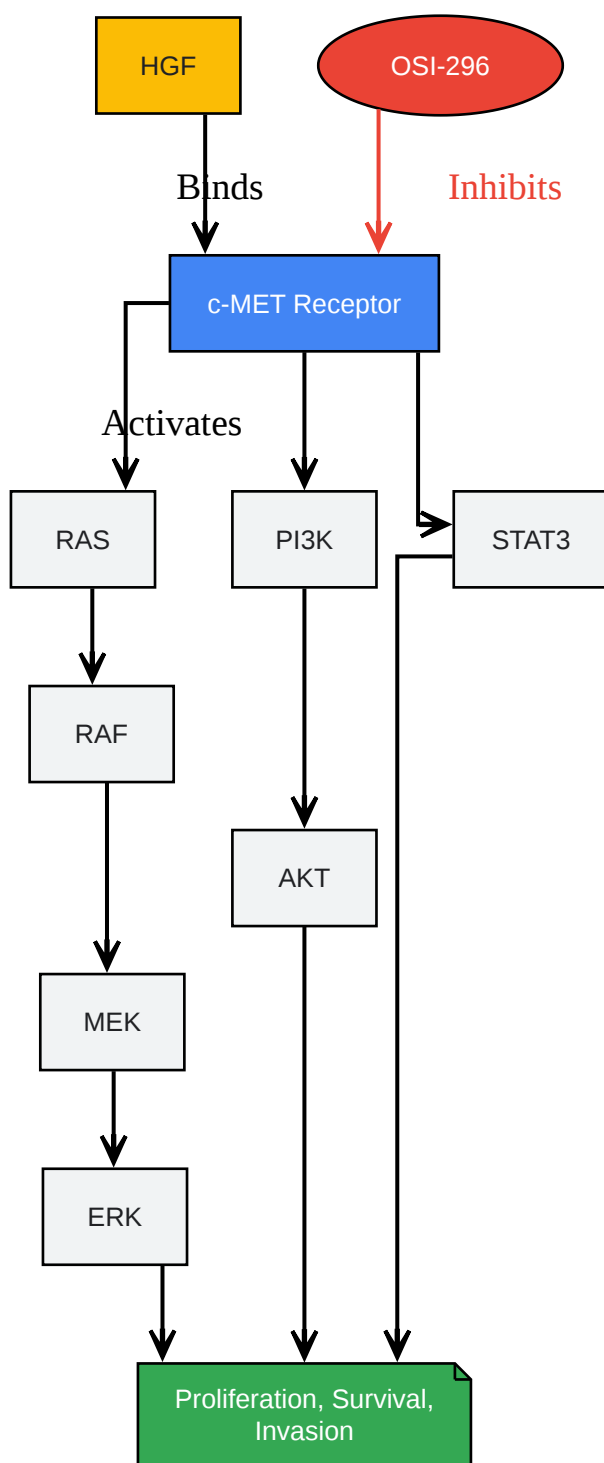 HGF
OSI-296
Binds
Inhibits
c-MET Receptor
Activates
RAS
PI3K
STAT3
RAF
AKT
MEK
ERK
Proliferation, Survival,
Invasion